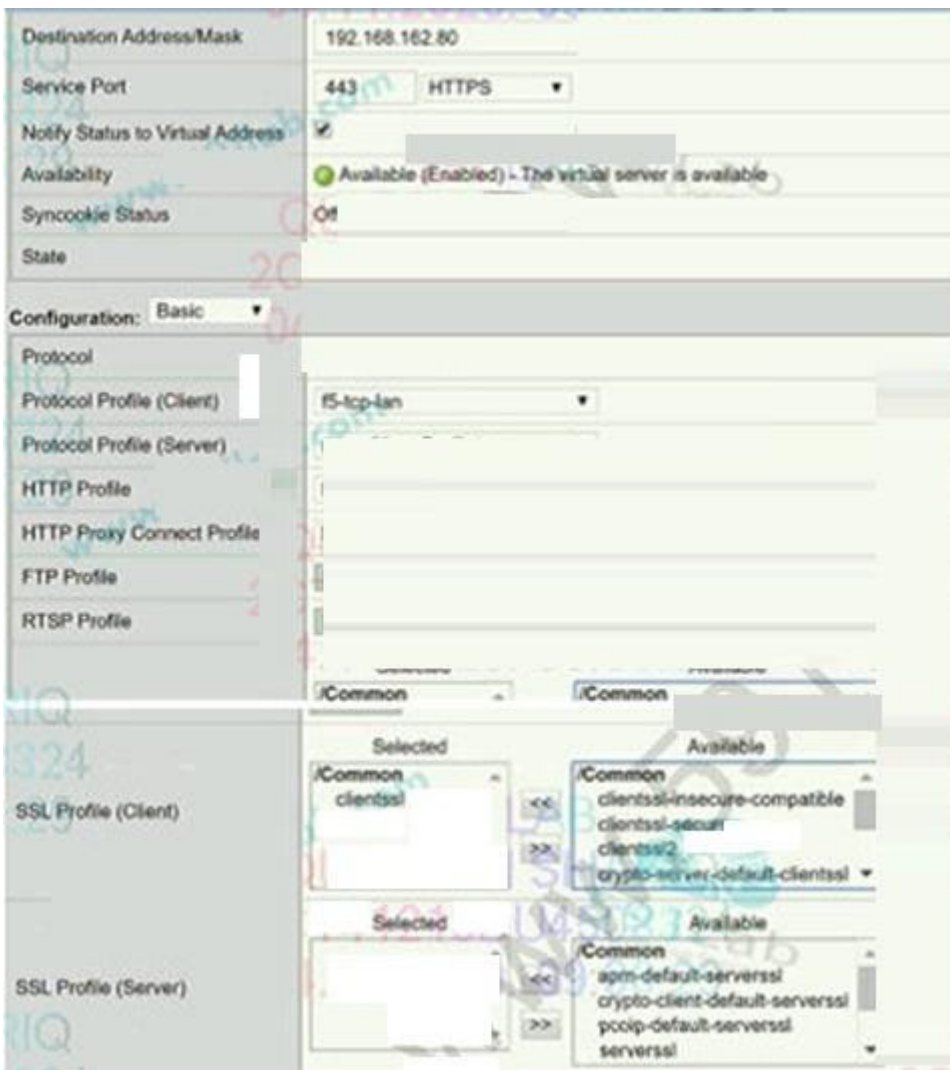 Destination Address/Mask 192.168.162.80
Service Port 443 HTTPS
Notify Status to Virtual Address
Availability Available (Enabled) - The virtual server is available
Syncookie Status Off
State
Configuration: Basic
Protocol
Protocol Profile (Client) f5-tcp-lan
Protocol Profile (Server)
HTTP Profile
HTTP Proxy Connect Profile
FTP Profile
RTSP Profile
/Common /Common
Selected Available
/Common /Common
clientssl << clientssl-insecure-compatible
SSL Profile (Client)
>> clientssl2
crypto-server-default-clientssl
Selected Available
/Common
<< apm-default-serverssl
SSL Profile (Server) crypto-client-default-serverssl
>> pcoip-default-serverssl
serverssl